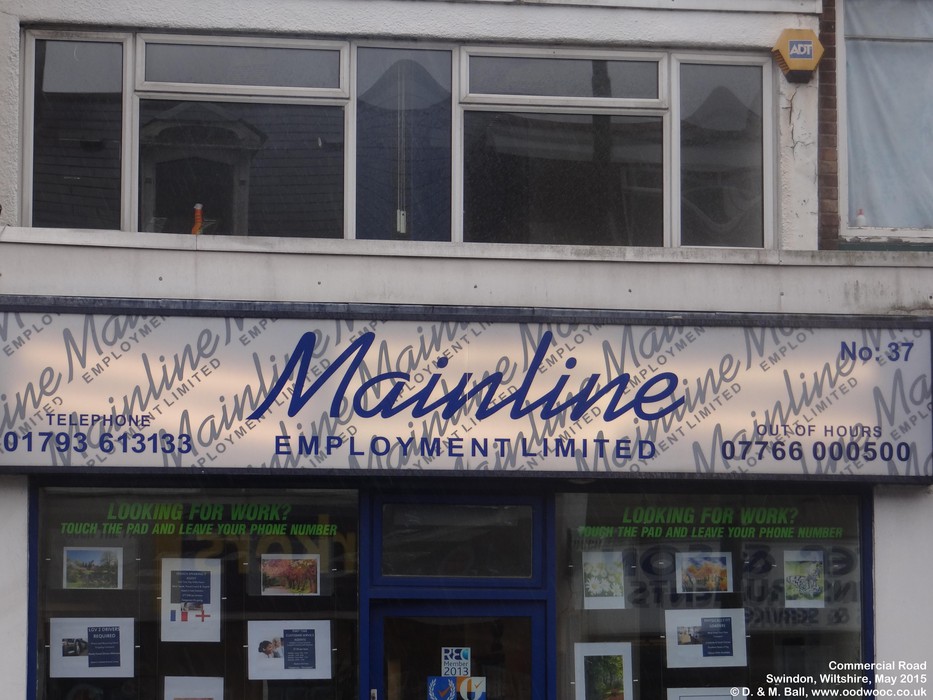 ADT
Mainline
EMPLOYMENT LIMITED
No: 37
TELEPHONE
01793 613133
OUT OF HOURS
07766 000500
LOOKING FOR WORK?
TOUCH THE PAD AND LEAVE YOUR PHONE NUMBER
LOOKING FOR WORK?
TOUCH THE PAD AND LEAVE YOUR PHONE NUMBER
REC
Member
2013
Commercial Road
Swindon, Wiltshire, May 2015
© D. & M. Ball, www.oodwooc.co.uk